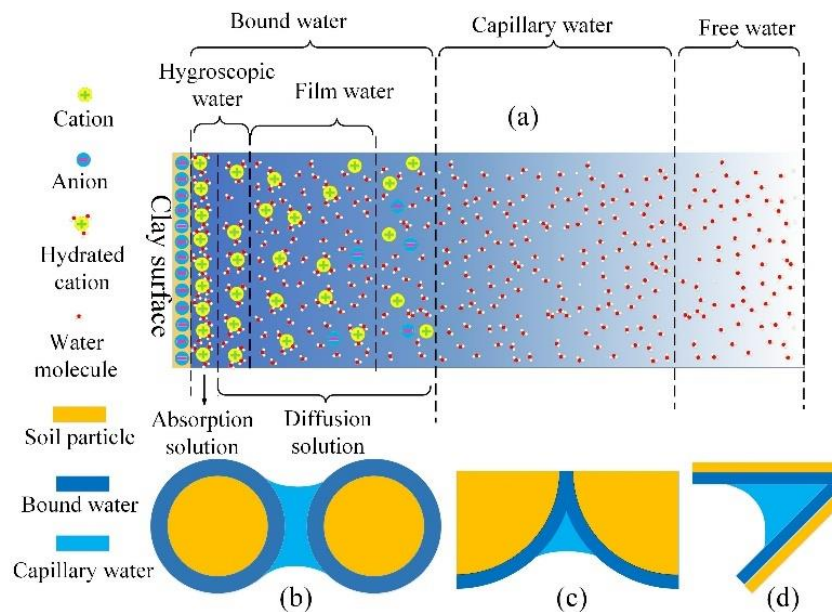 Bound water
Capillary water
Free water
Hygroscopic
water
Film water
(a)
Cation
Anion
Hydrated
cation
Water
molecule
Clay surface
Absorption
solution
Diffusion
solution
Soil particle
Bound water
Capillary water
(b)
(c)
(d)